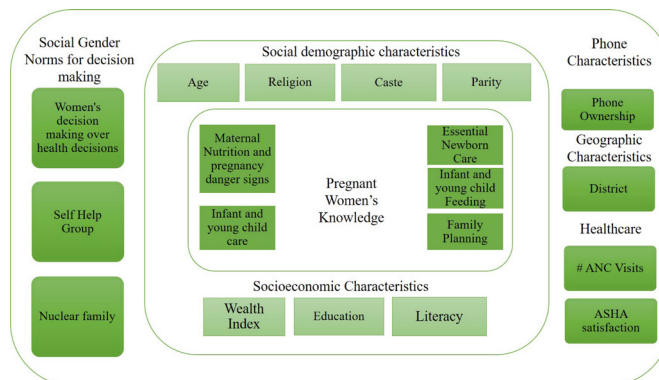 Social Gender
Norms for decision
making
Women's
decision
making over
health decisions
Self Help
Group
Nuclear family
Social demographic characteristics
Age
Religion
Caste
Parity
Maternal
Nutrition and
pregnancy
danger signs
Infant and
young child
care
Pregnant
Women's
Knowledge
Essential
Newborn
Care
Infant and
young child
Feeding
Family
Planning
Socioeconomic Characteristics
Wealth
Index
Education
Literacy
Phone
Characteristics
Phone
Ownership
Geographic
Characteristics
District
Healthcare
# ANC Visits
ASHA
satisfaction